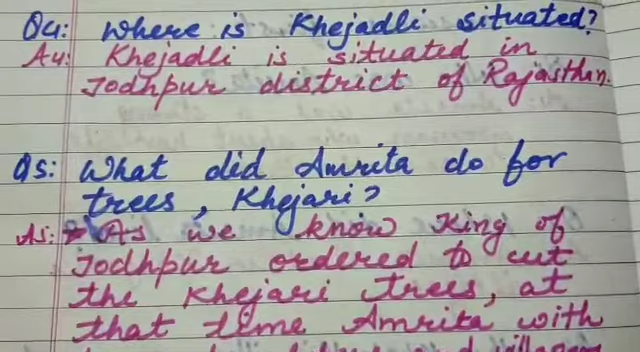 Q4: Where is Khejadli situated?
A4: Khejadli is situated in
Jodhpur district of Rajasthan.
Q5: What did Amrita do for
trees, Khejari?
A5: As we know King of
Jodhpur ordered to cut
the Khejari trees, at
that time Amrita with